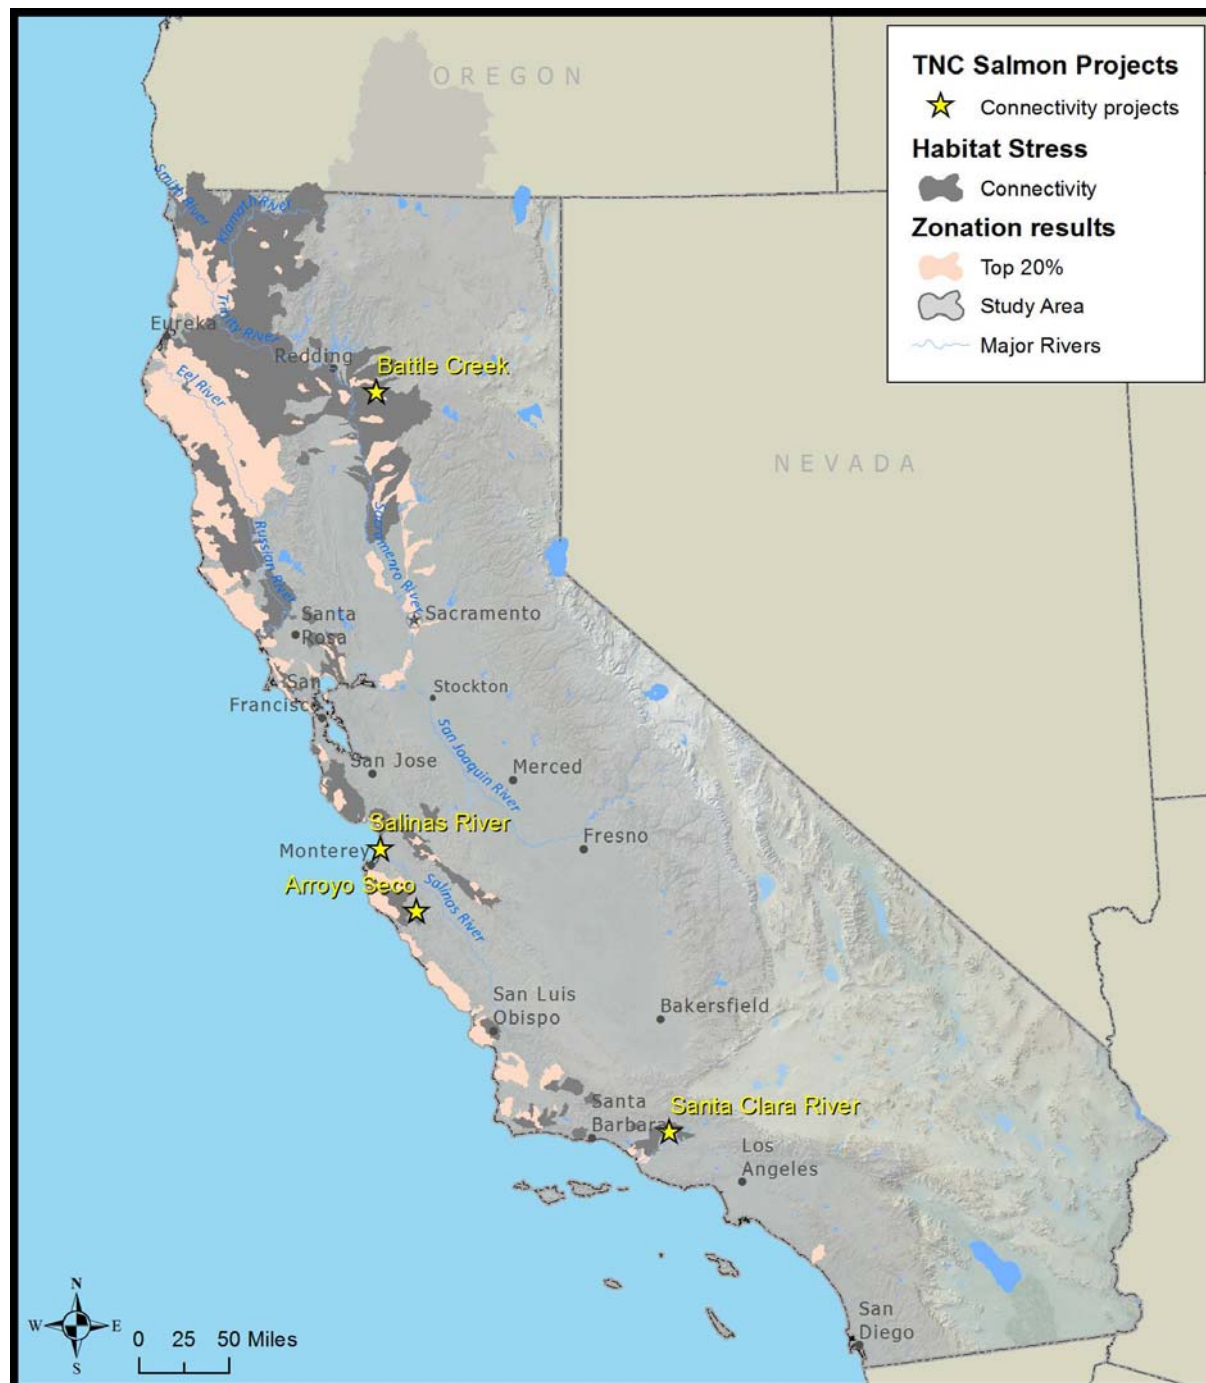 OREGON
TNC Salmon Projects
Connectivity projects
Habitat Stress
Connectivity
Zonation results
Top 20%
Study Area
Major Rivers
Smith River
Klamath River
Trinity River
Eureka
Redding
Battle Creek
Eel River
NEVADA
Sacramento River
Russian River
Santa
Rosa
Sacramento
San
Francisco
Stockton
San Joaquin River
San Jose
Merced
Salinas River
Fresno
Monterey
Arroyo Seco
Salinas River
San Luis
Obispo
Bakersfield
Santa
Barbara
Santa Clara River
Los
Angeles
San
Diego
N
W
E
S
0 25 50 Miles